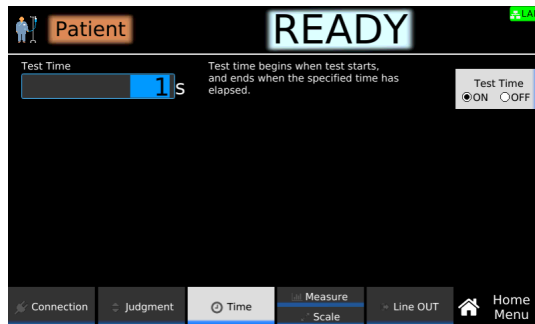 Patient
READY
LA
Test Time
1 s
Test time begins when test starts,
and ends when the specified time has
elapsed.
Test Time
ON OFF
Connection
Judgment
Time
Measure
Scale
Line OUT
Home
Menu